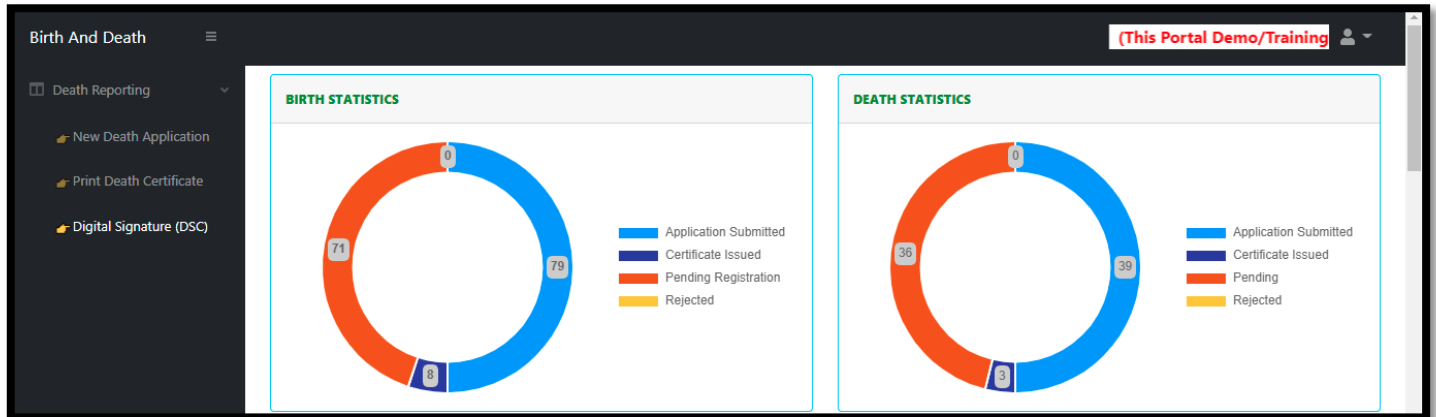 Birth And Death
(This Portal Demo/Training
Death Reporting
New Death Application
Print Death Certificate
Digital Signature (DSC)
BIRTH STATISTICS
0
71
79
8
Application Submitted
Certificate Issued
Pending Registration
Rejected
DEATH STATISTICS
0
36
39
3
Application Submitted
Certificate Issued
Pending
Rejected